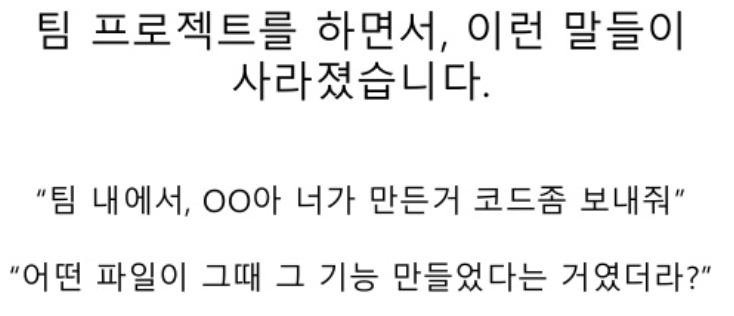 팀 프로젝트를 하면서, 이런 말들이
사라졌습니다.
“팀 내에서, OO아 너가 만든거 코드좀 보내줘”
“어떤 파일이 그때 그 기능 만들었다는 거였더라?”